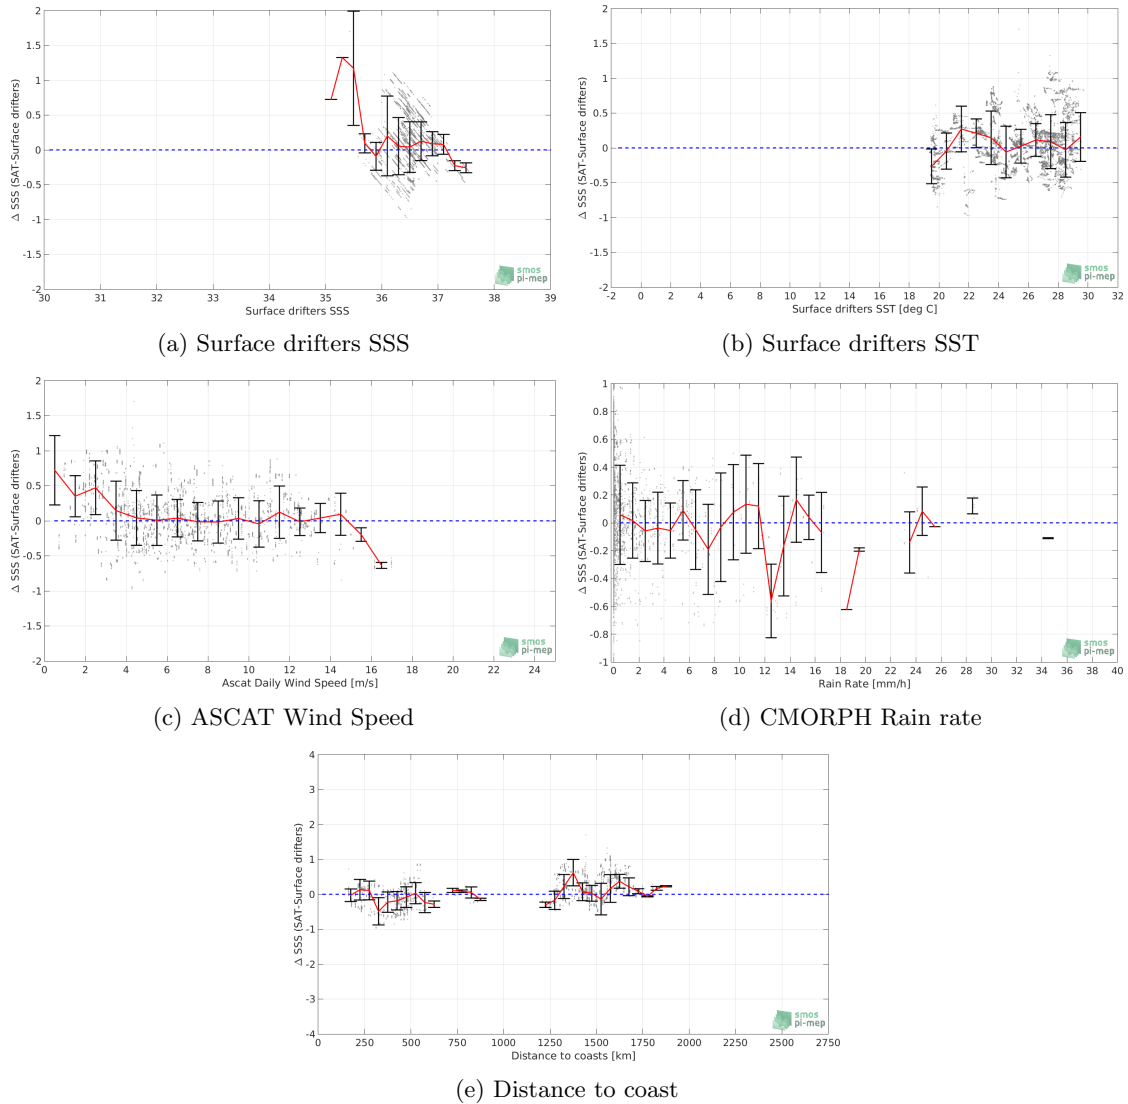 2
1.5
1
0.5
0
-0.5
-1
-1.5
-2
Δ SSS (SAT-Surface drifters)
30 31 32 33 34 35 36 37 38 39
Surface drifters SSS
smos
pi-mep
(a) Surface drifters SSS
2
1.5
1
0.5
0
-0.5
-1
-1.5
-2
Δ SSS (SAT-Surface drifters)
-2 0 2 4 6 8 10 12 14 16 18 20 22 24 26 28 30 32
Surface drifters SST [deg C]
smos
pi-mep
(b) Surface drifters SST
2
1.5
1
0.5
0
-0.5
-1
-1.5
-2
Δ SSS (SAT-Surface drifters)
0 2 4 6 8 10 12 14 16 18 20 22 24
Ascat Daily Wind Speed [m/s]
smos
pi-mep
(c) ASCAT Wind Speed
1
0.8
0.6
0.4
0.2
0
-0.2
-0.4
-0.6
-0.8
-1
Δ SSS (SAT-Surface drifters)
0 2 4 6 8 10 12 14 16 18 20 22 24 26 28 30 32 34 36 38 40
Rain Rate [mm/h]
smos
pi-mep
(d) CMORPH Rain rate
4
3
2
1
0
-1
-2
-3
-4
Δ SSS (SAT-Surface drifters)
0 250 500 750 1000 1250 1500 1750 2000 2250 2500 2750
Distance to coasts [km]
smos
pi-mep
(e) Distance to coast